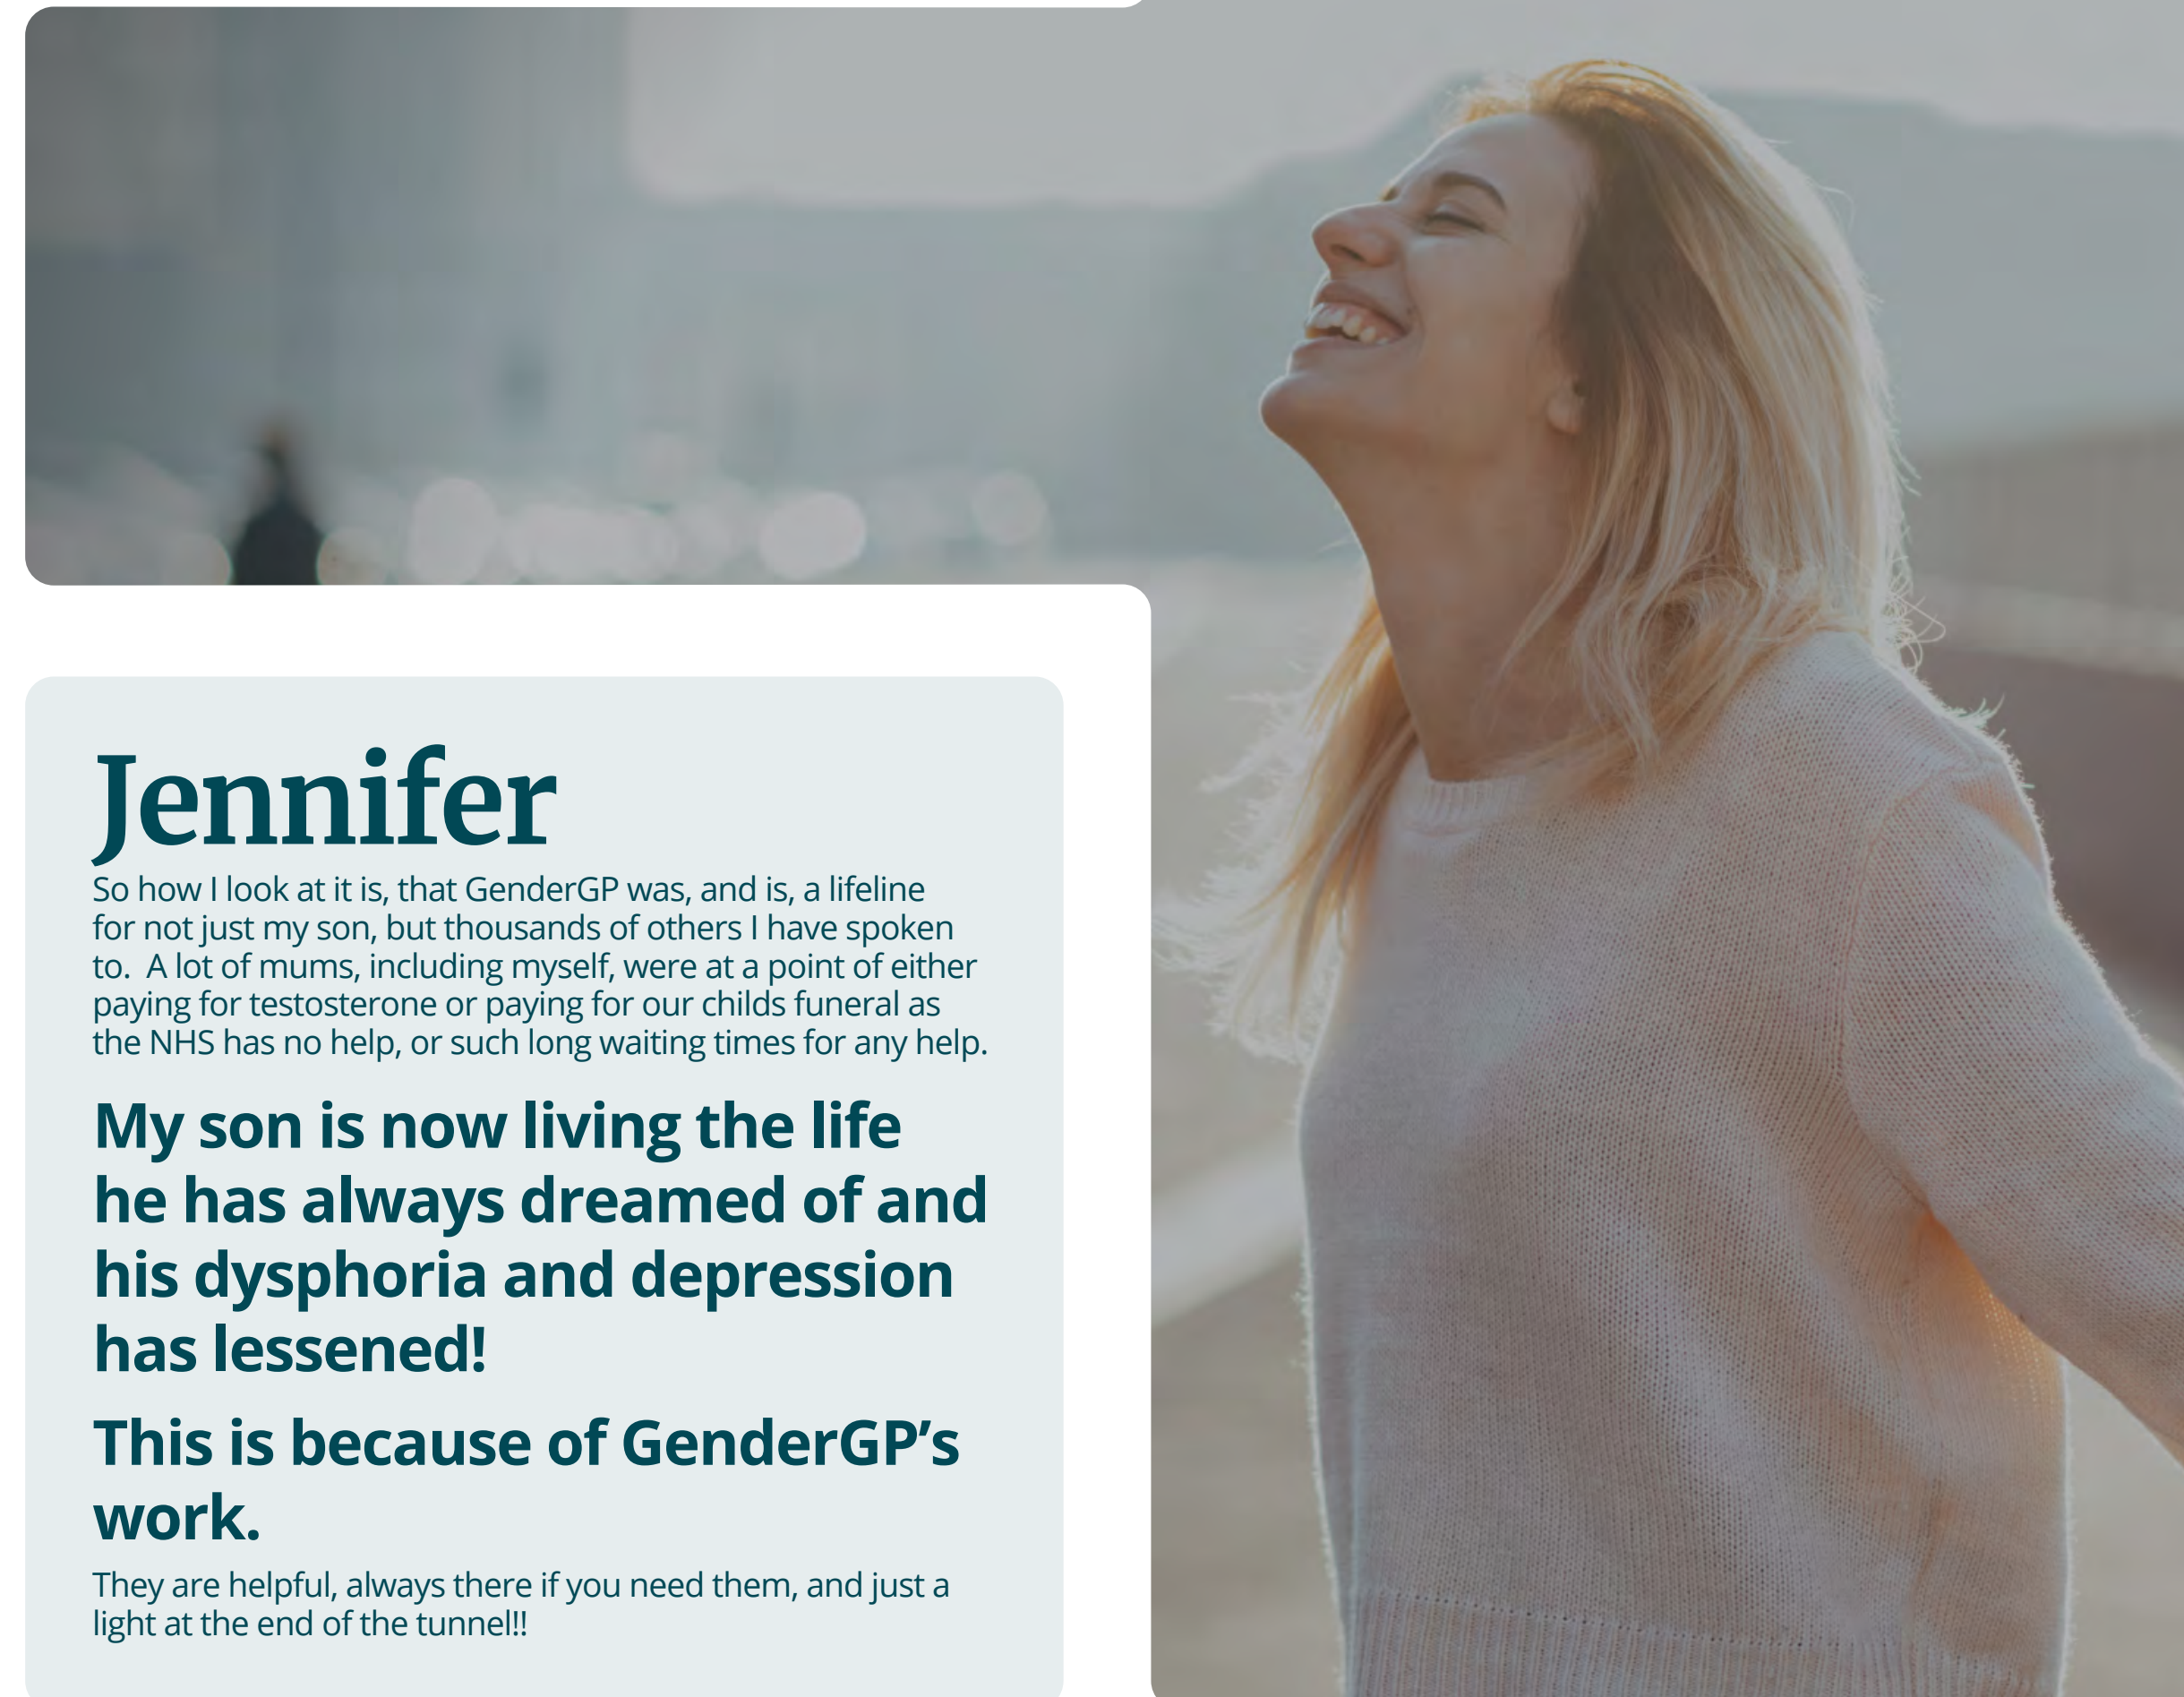 Jennifer
So how I look at it is, that GenderGP was, and is, a lifeline
for not just my son, but thousands of others I have spoken
to.  A lot of mums, including myself, were at a point of either
paying for testosterone or paying for our childs funeral as
the NHS has no help, or such long waiting times for any help.
My son is now living the life
he has always dreamed of and
his dysphoria and depression
has lessened!
This is because of GenderGP’s
work.
They are helpful, always there if you need them, and just a
light at the end of the tunnel!!